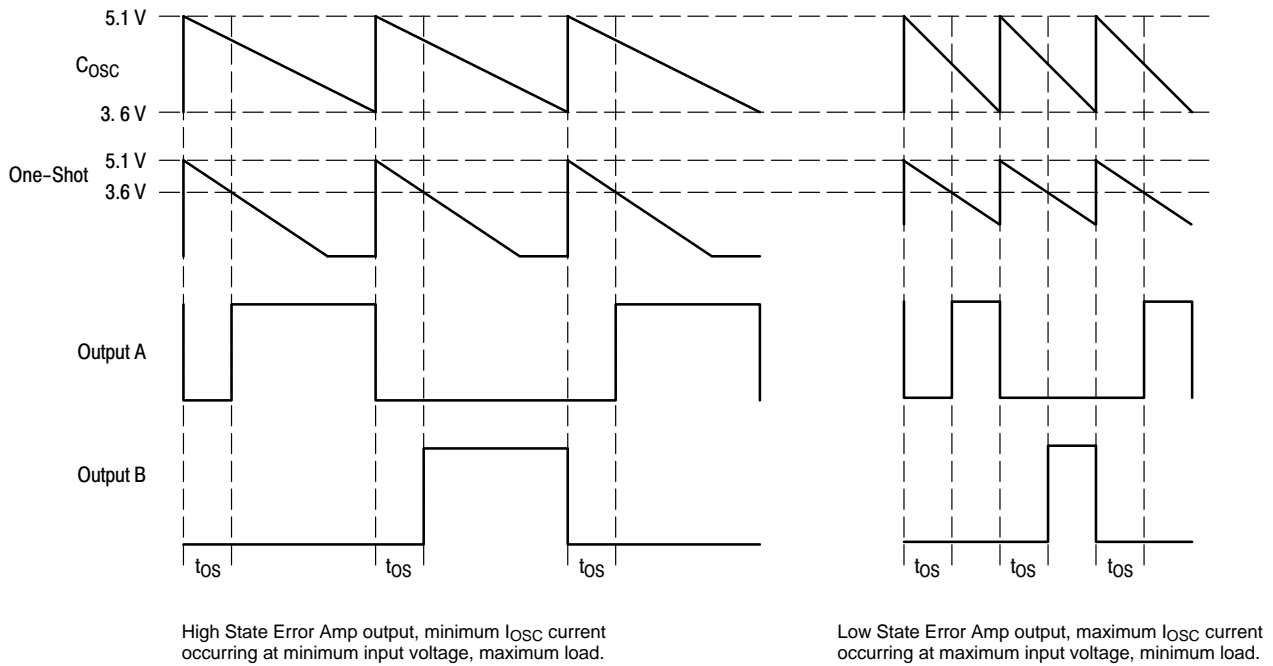 5.1 V
COSC
3. 6 V
5.1 V
One-Shot
3.6 V
Output A
Output B
tOS tOS tOS tOS tOS tOS
High State Error Amp output, minimum IOSC current
occurring at minimum input voltage, maximum load.
Low State Error Amp output, maximum IOSC current
occurring at maximum input voltage, minimum load.